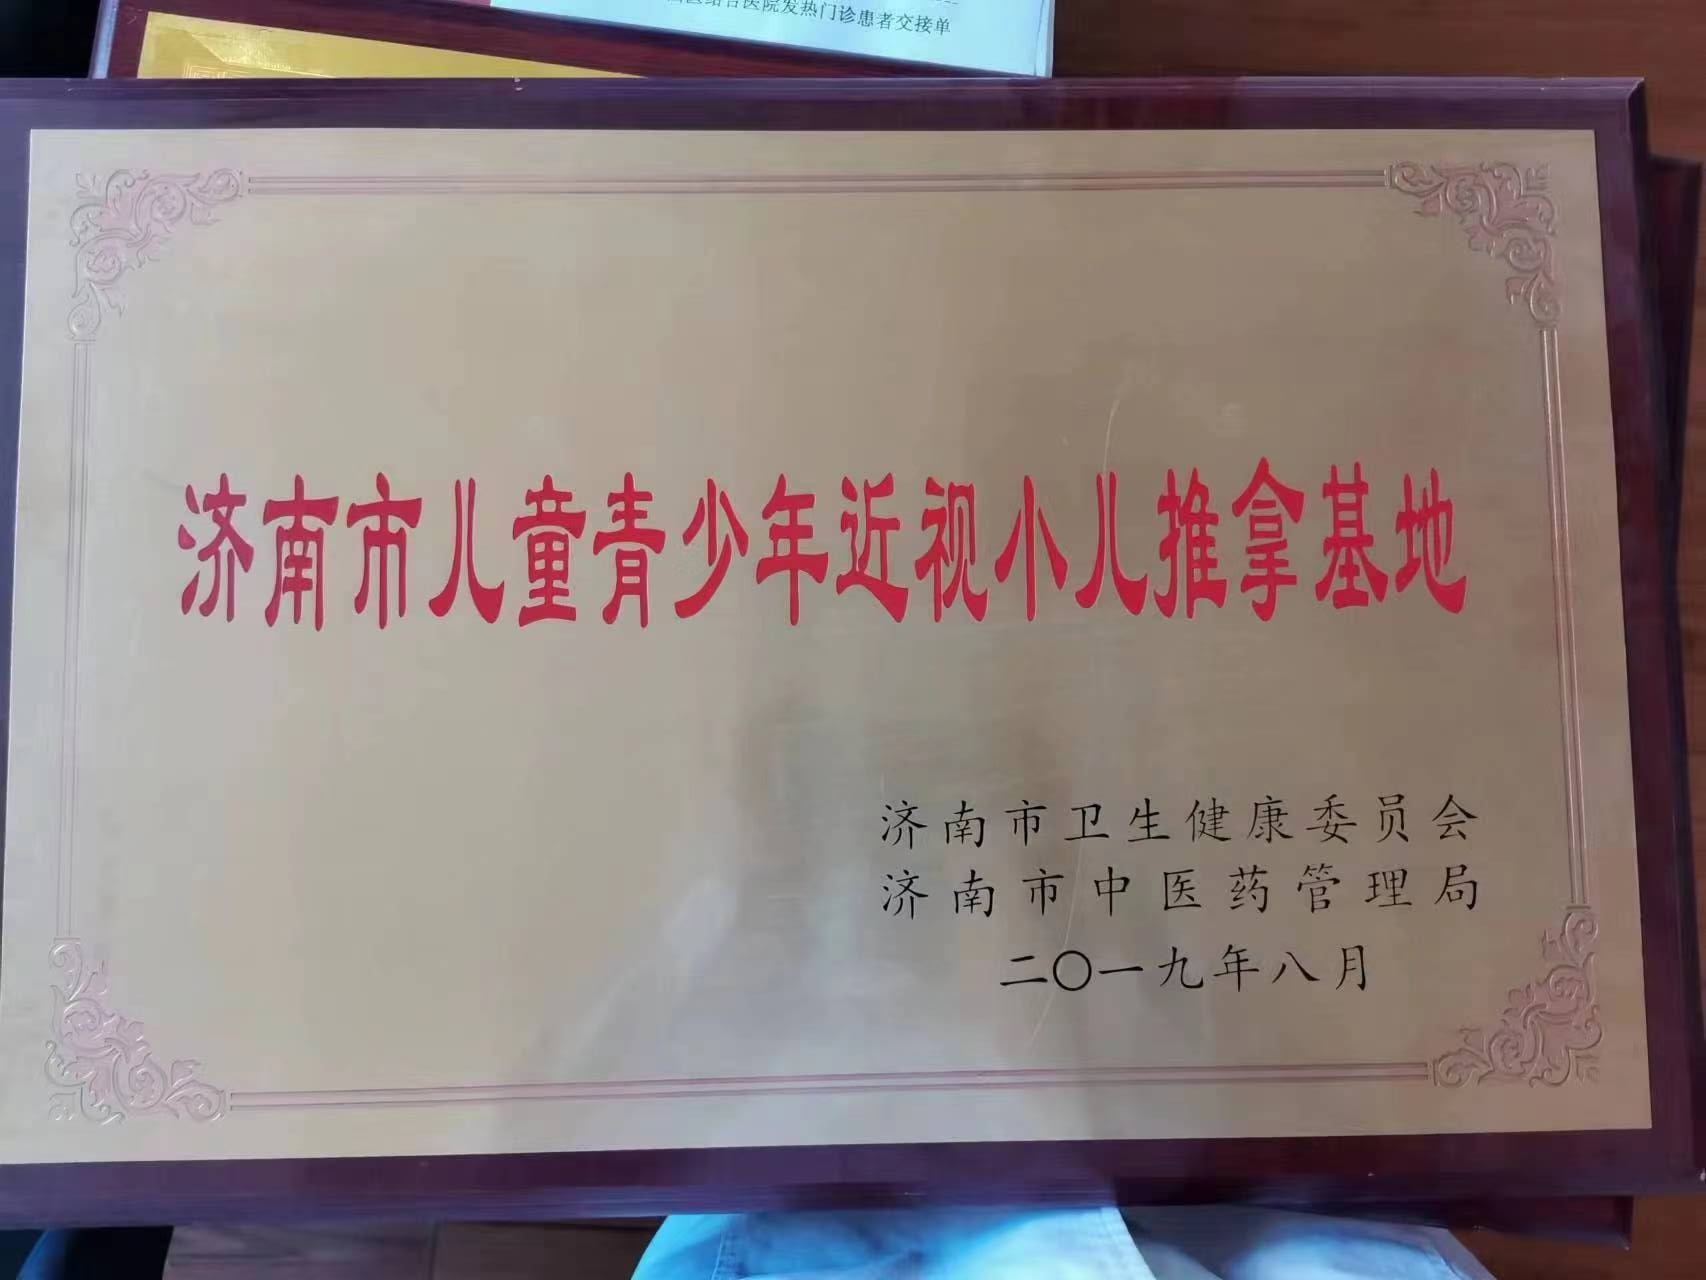 结合医院发热门诊患者交接单
济南市儿童青少年近视小儿推拿基地
济南市卫生健康委员会
济南市中医药管理局
二〇一九年八月